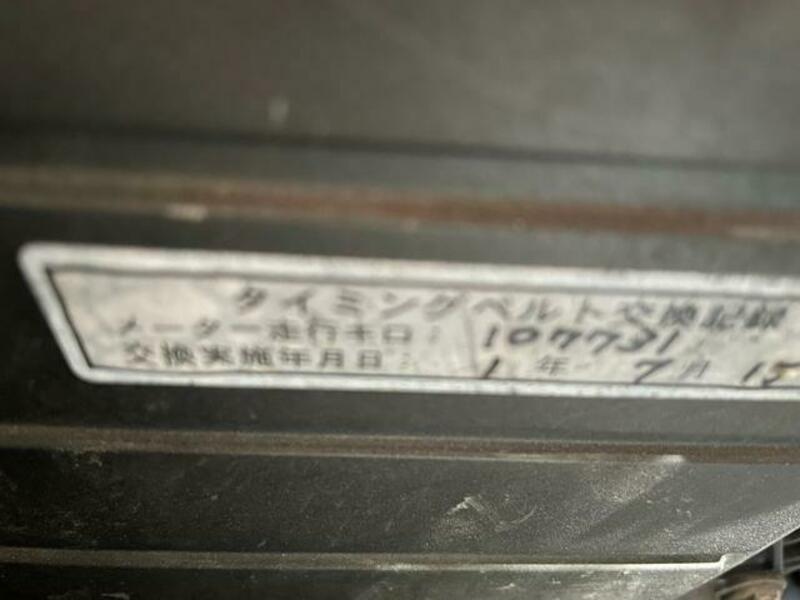 タイミングベルト交換記録
メーター走行キロ: 107731
交換実施年月日: 1年 7月 15